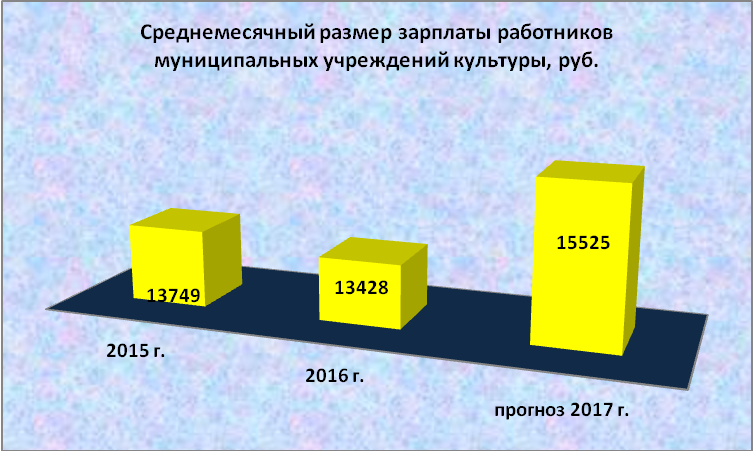 Среднемесячный размер зарплаты работников
муниципальных учреждений культуры, руб.
15525
13749
13428
2015 г.
2016 г.
прогноз 2017 г.